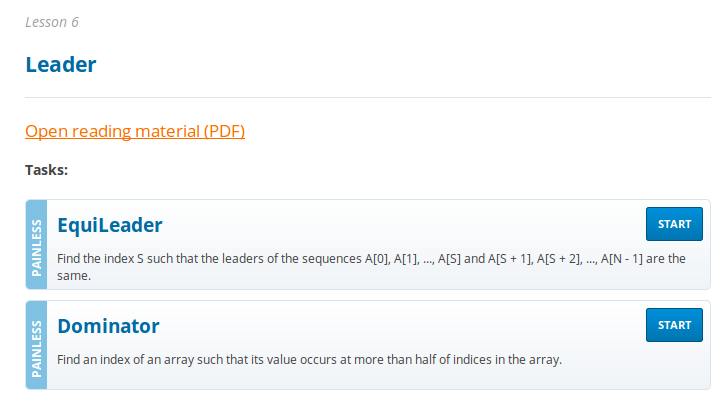 Lesson 6
Leader
Open reading material (PDF)
Tasks:
PAINLESS
EquiLeader
START
Find the index S such that the leaders of the sequences A[0], A[1], ..., A[S] and A[S + 1], A[S + 2], ..., A[N - 1] are the
same.
PAINLESS
Dominator
START
Find an index of an array such that its value occurs at more than half of indices in the array.